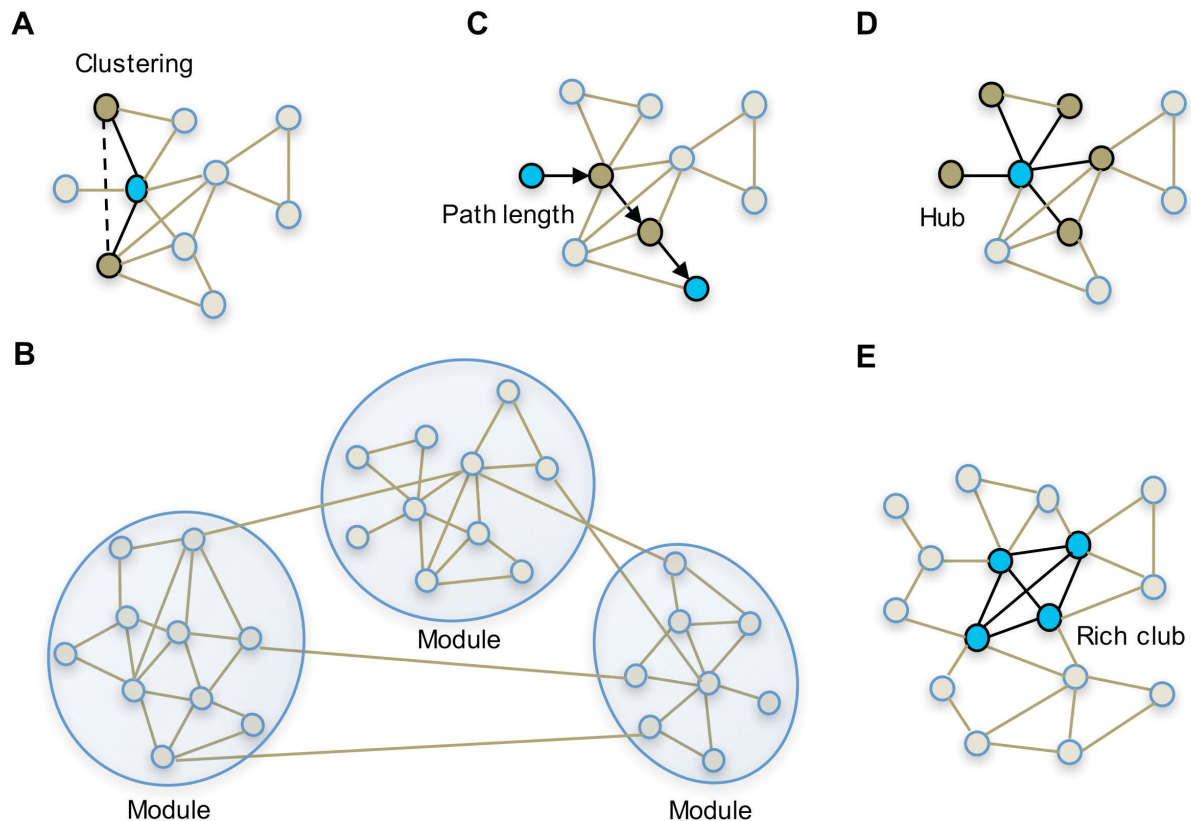 A
Clustering
C
Path length
D
Hub
B
Module
Module
Module
E
Rich club